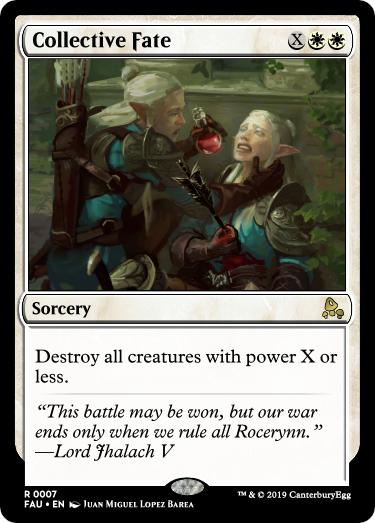 Collective Fate X
Sorcery
Destroy all creatures with power X or
less.
“This battle may be won, but our war
ends only when we rule all Rocerynn.”
—Lord Jhalach V
R 0007
FAU • EN Juan Miguel Lopez Barea
™ & © 2019 CanterburyEgg